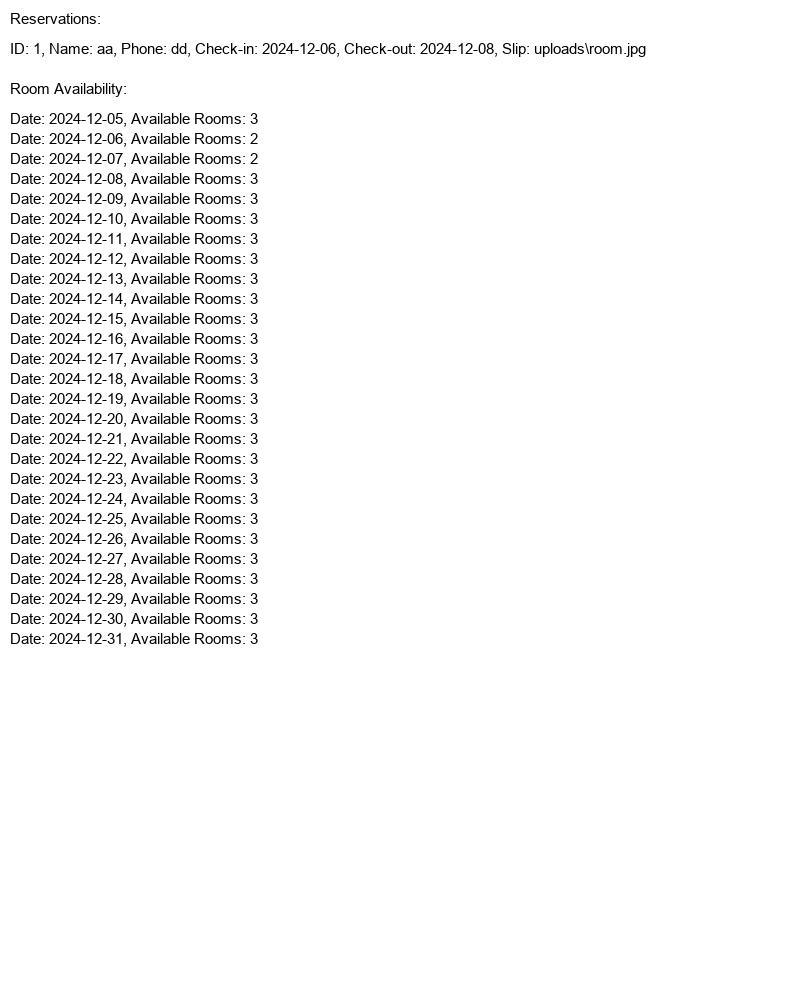 Reservations:
ID: 1, Name: aa, Phone: dd, Check-in: 2024-12-06, Check-out: 2024-12-08, Slip: uploads\room.jpg
Room Availability:
Date: 2024-12-05, Available Rooms: 3
Date: 2024-12-06, Available Rooms: 2
Date: 2024-12-07, Available Rooms: 2
Date: 2024-12-08, Available Rooms: 3
Date: 2024-12-09, Available Rooms: 3
Date: 2024-12-10, Available Rooms: 3
Date: 2024-12-11, Available Rooms: 3
Date: 2024-12-12, Available Rooms: 3
Date: 2024-12-13, Available Rooms: 3
Date: 2024-12-14, Available Rooms: 3
Date: 2024-12-15, Available Rooms: 3
Date: 2024-12-16, Available Rooms: 3
Date: 2024-12-17, Available Rooms: 3
Date: 2024-12-18, Available Rooms: 3
Date: 2024-12-19, Available Rooms: 3
Date: 2024-12-20, Available Rooms: 3
Date: 2024-12-21, Available Rooms: 3
Date: 2024-12-22, Available Rooms: 3
Date: 2024-12-23, Available Rooms: 3
Date: 2024-12-24, Available Rooms: 3
Date: 2024-12-25, Available Rooms: 3
Date: 2024-12-26, Available Rooms: 3
Date: 2024-12-27, Available Rooms: 3
Date: 2024-12-28, Available Rooms: 3
Date: 2024-12-29, Available Rooms: 3
Date: 2024-12-30, Available Rooms: 3
Date: 2024-12-31, Available Rooms: 3